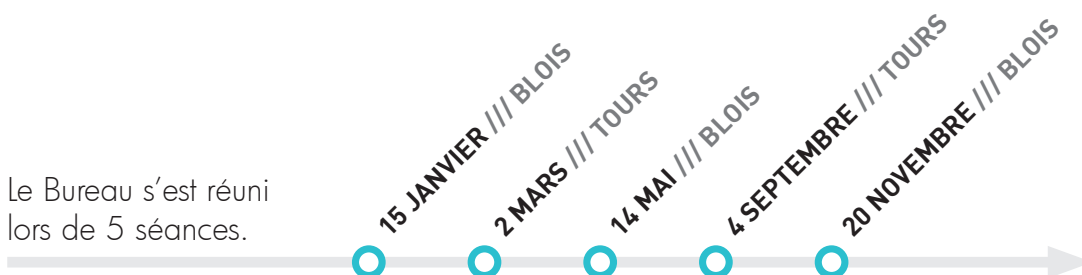 Le Bureau s’est réuni
lors de 5 séances.
15 JANVIER /// BLOIS
2 MARS /// TOURS
14 MAI /// BLOIS
4 SEPTEMBRE /// TOURS
20 NOVEMBRE /// BLOIS